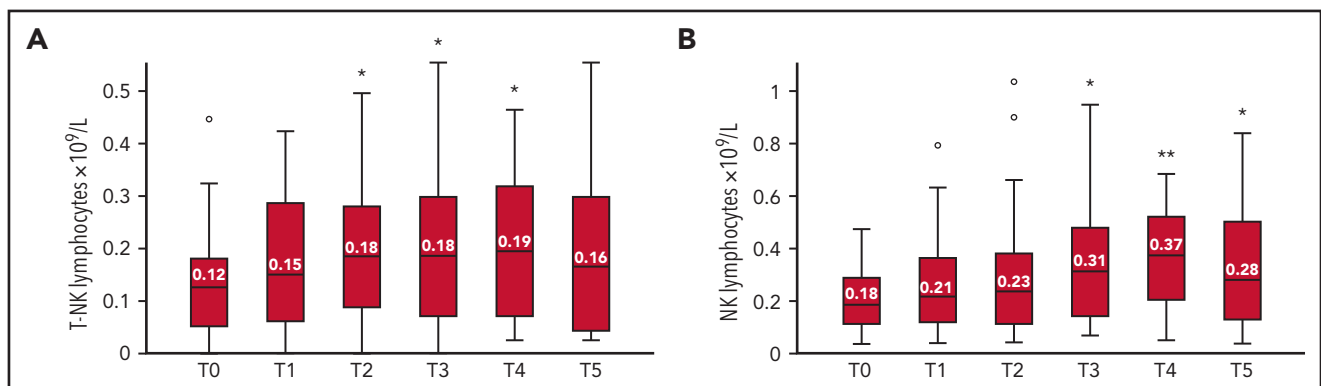 A
T-NK lymphocytes ×10⁹/L
0.5
0.4
0.3
0.2
0.1
0
* * *
0.12 0.15 0.18 0.18 0.19 0.16
T0 T1 T2 T3 T4 T5
B
NK lymphocytes ×10⁹/L
1
0.8
0.6
0.4
0.2
0
* ** *
0.18 0.21 0.23 0.31 0.37 0.28
T0 T1 T2 T3 T4 T5